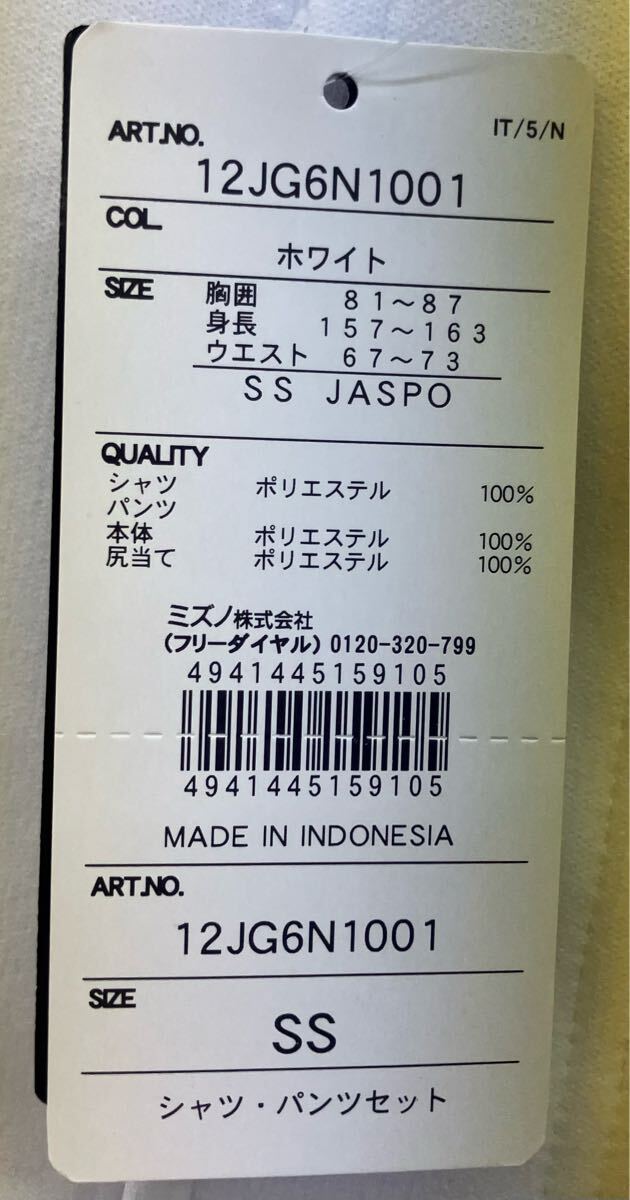 IT/5/N
ART.NO.
12JG6N1001
COL.
ホワイト
SIZE 胸囲 81～87
身長 157～163
ウエスト 67～73
SS JASPO
QUALITY
シャツ ポリエステル 100%
パンツ
本体 ポリエステル 100%
尻当て ポリエステル 100%
ミズノ株式会社
(フリーダイヤル) 0120-320-799
4941445159105
4941445159105
MADE IN INDONESIA
ART.NO.
12JG6N1001
SIZE
SS
シャツ・パンツセット